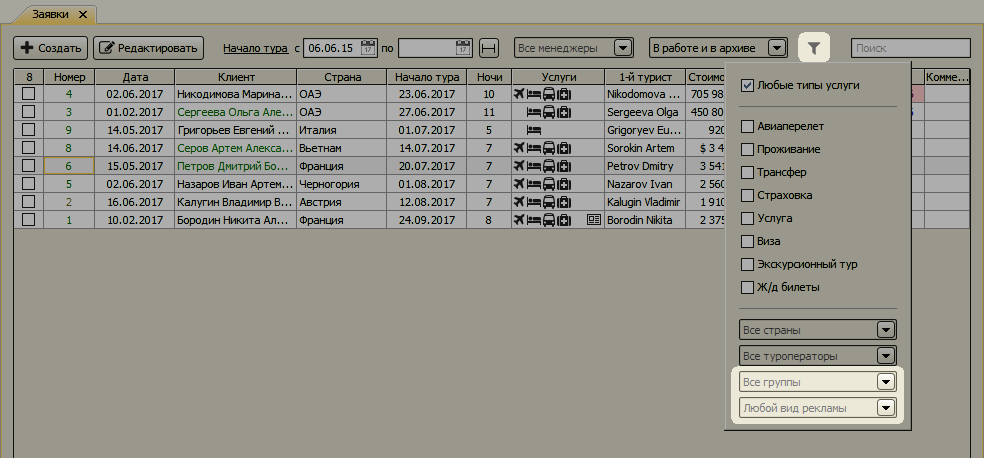 Заявки
Создать Редактировать Начало тура с 06.06.15 17 по 17 Все менеджеры В работе и в архиве Поиск
8 Номер Дата Клиент Страна Начало тура Ночи Услуги 1-й турист Стоимо Комме...
4 02.06.2017 Никодимова Марина... ОАЭ 23.06.2017 10 Nikodomova ... 705 98
3 01.02.2017 Сергеева Ольга Але... ОАЭ 27.06.2017 11 Sergeeva Olga 450 80
9 14.05.2017 Григорьев Евгений ... Италия 01.07.2017 5 Grigoryev Eu... 920
8 14.06.2017 Серов Артем Алекса... Вьетнам 14.07.2017 7 Sorokin Artem $ 3 4
6 15.05.2017 Петров Дмитрий Бо... Франция 20.07.2017 7 Petrov Dmitry 3 541
5 02.06.2017 Назаров Иван Артем... Черногория 01.08.2017 7 Nazarov Ivan 2 560
2 16.06.2017 Калугин Владимир В... Австрия 12.08.2017 7 Kalugin Vladimir 1 910
1 10.02.2017 Бородин Никита Ал... Франция 24.09.2017 8 Borodin Nikita 2 375
Любые типы услуги
Авиаперелет
Проживание
Трансфер
Страховка
Услуга
Виза
Экскурсионный тур
Ж/д билеты
Все страны
Все туроператоры
Все группы
Любой вид рекламы